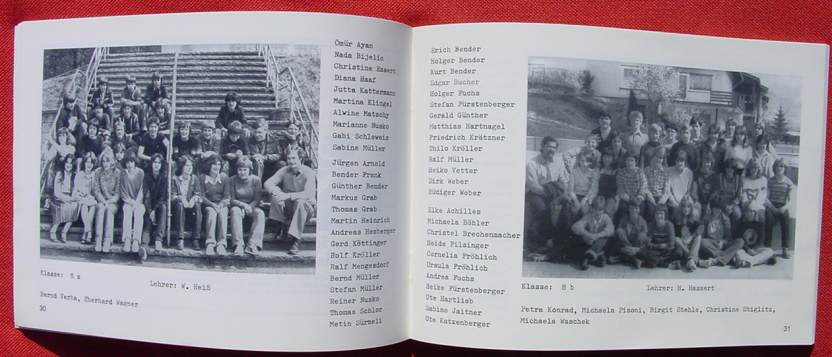 Ömür Ayan
Nada Bijelic
Christine Essert
Diana Haaf
Jutta Kattermann
Martina Klingel
Alwine Matschy
Marianne Nusko
Gabi Schleweis
Sabine Müller
Jürgen Arnold
Bender Frank
Günther Bender
Markus Grab
Thomas Grab
Martin Heinrich
Andreas Hemberger
Gerd Köttinger
Rolf Kröller
Ralf Mengesdorf
Bernd Müller
Stefan Müller
Reiner Nusko
Thomas Schlor
Metin Sürmeli
Klasse: 8 a
Lehrer: W. Heiß
Bernd Verba, Eberhard Wagner
30
Erich Bender
Holger Bender
Kurt Bender
Edgar Bucher
Holger Fuchs
Stefan Fürstenberger
Gerald Günther
Matthias Hartnagel
Friedrich Krätzner
Thilo Kröller
Ralf Müller
Heiko Vetter
Dirk Weber
Rüdiger Weber
Elke Achilles
Michaela Böhler
Christel Brechenmacher
Heide Pilsinger
Cornelia Fröhlich
Ursula Fröhlich
Andrea Fuchs
Heike Fürstenberger
Ute Hartlieb
Sabine Jaitner
Ute Katzenberger
Klasse: 8 b
Lehrer: H. Hassert
Petra Konrad, Michaela Pisoni, Birgit Stehle, Christine Stiglitz,
Michaela Waschek
31